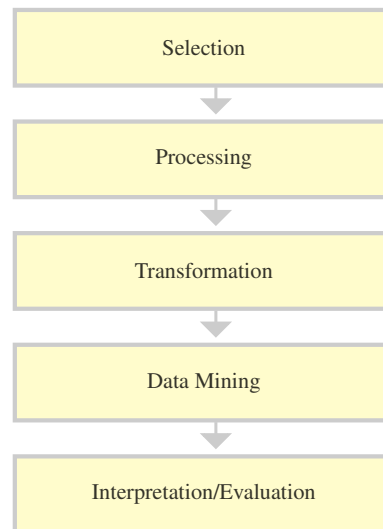 Selection
Processing
Transformation
Data Mining
Interpretation/Evaluation